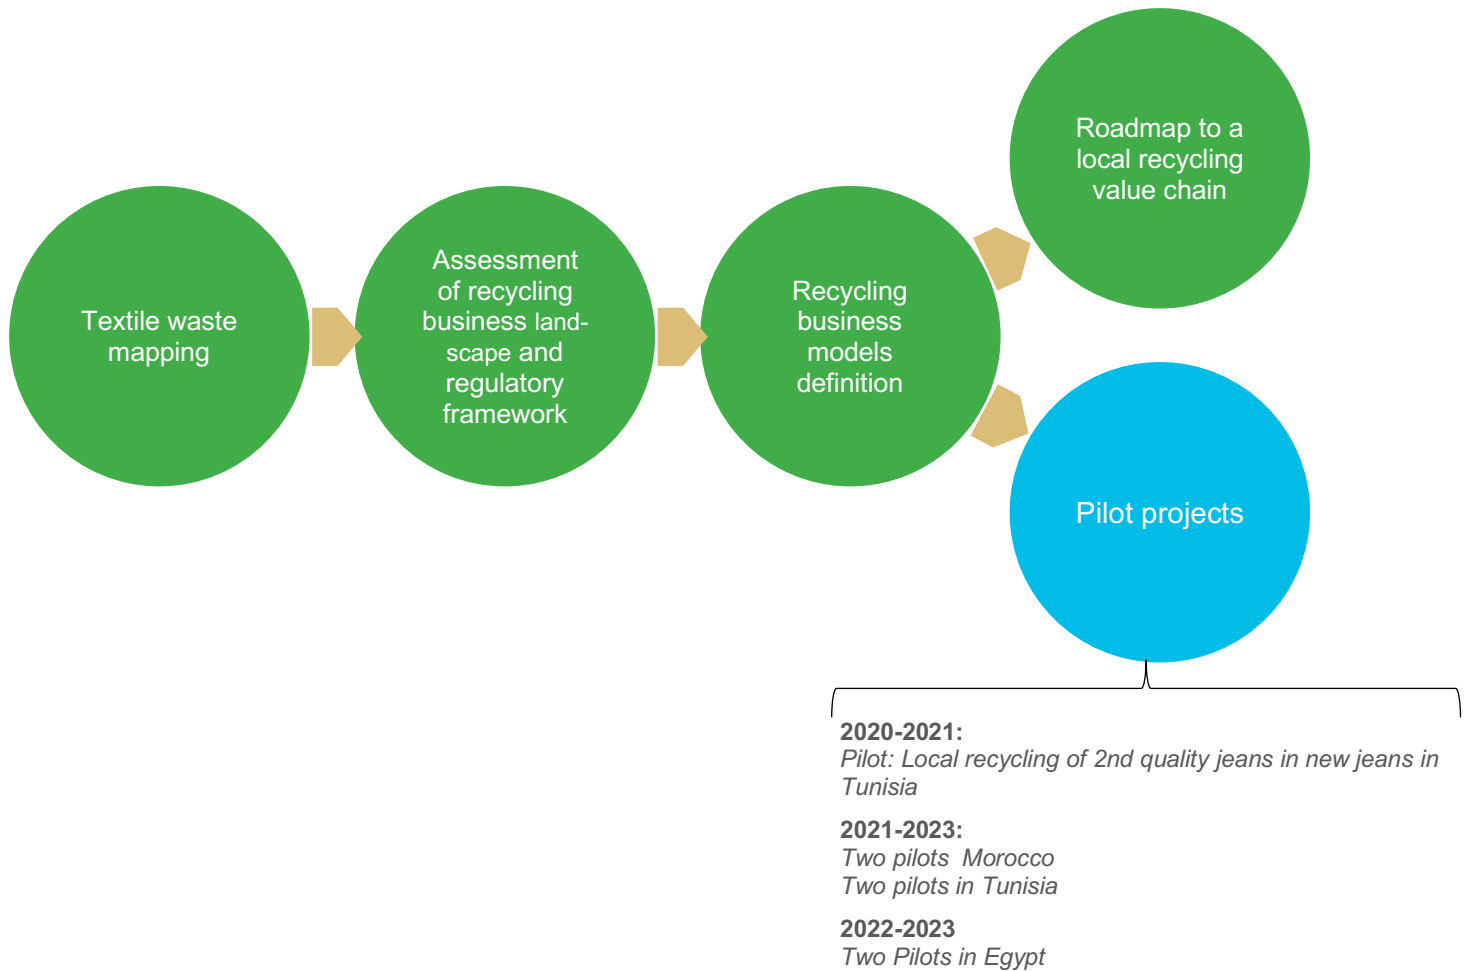 Textile waste
mapping
Assessment
of recycling
business land-
scape and
regulatory
framework
Recycling
business
models
definition
Roadmap to a
local recycling
value chain
Pilot projects
2020-2021:
Pilot: Local recycling of 2nd quality jeans in new jeans in
Tunisia
2021-2023:
Two pilots  Morocco
Two pilots in Tunisia
2022-2023
Two Pilots in Egypt